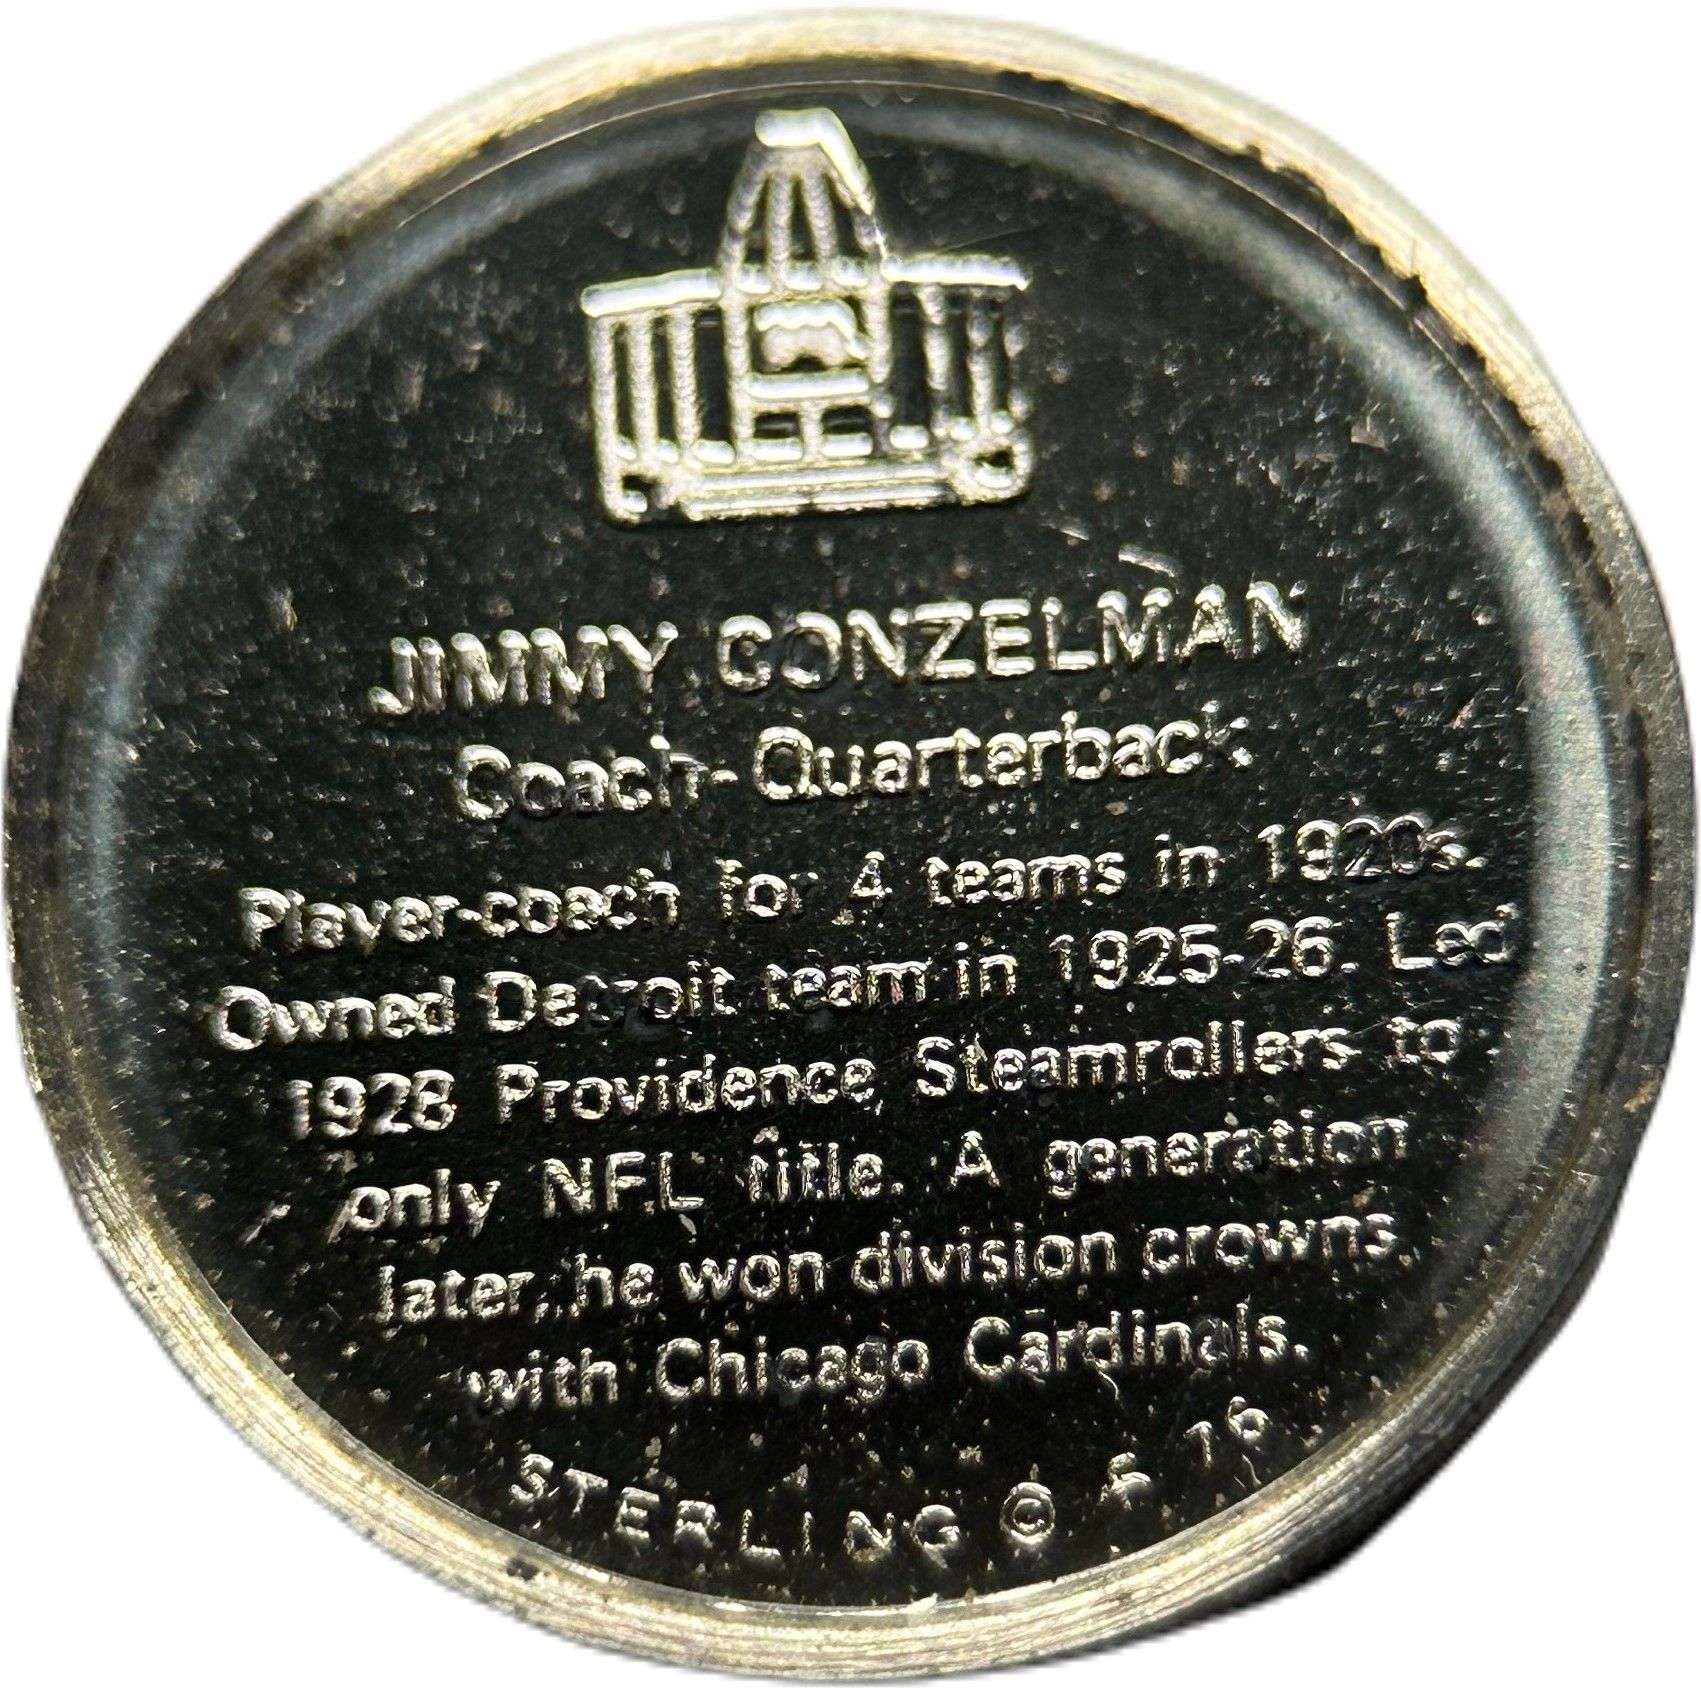 JIMMY CONZELMAN
Coach-Quarterback
Player-coach for 4 teams in 1920s.
Owned Detroit team in 1925-26. Led
1928 Providence Steamrollers to
only NFL title. A generation
later, he won division crowns
with Chicago Cardinals.
STERLING © F 76